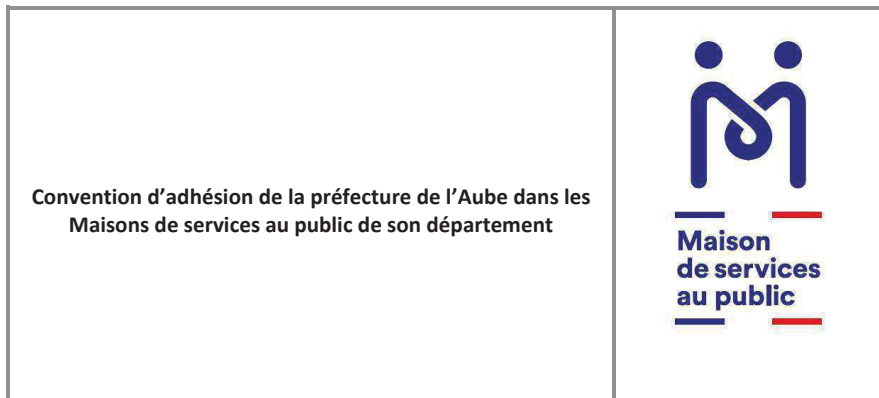 Convention d’adhésion de la préfecture de l’Aube dans les
Maisons de services au public de son département
Maison
de services
au public